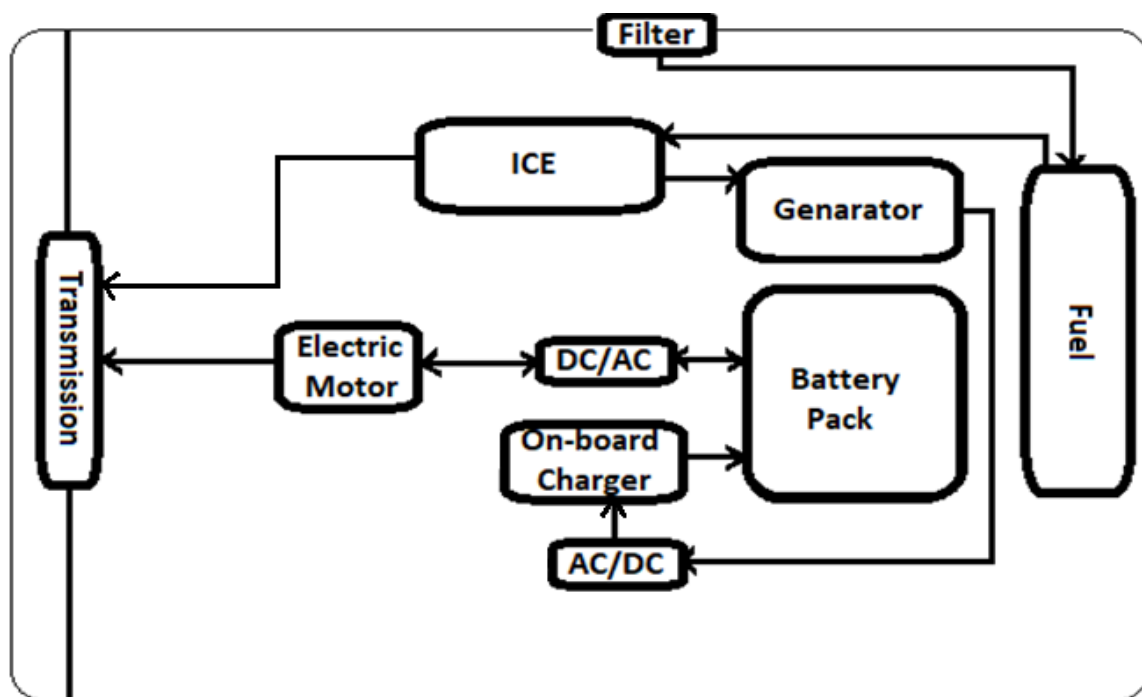 Filter
ICE
Genarator
Transmission
Fuel
Electric
Motor
DC/AC
Battery
Pack
On-board
Charger
AC/DC